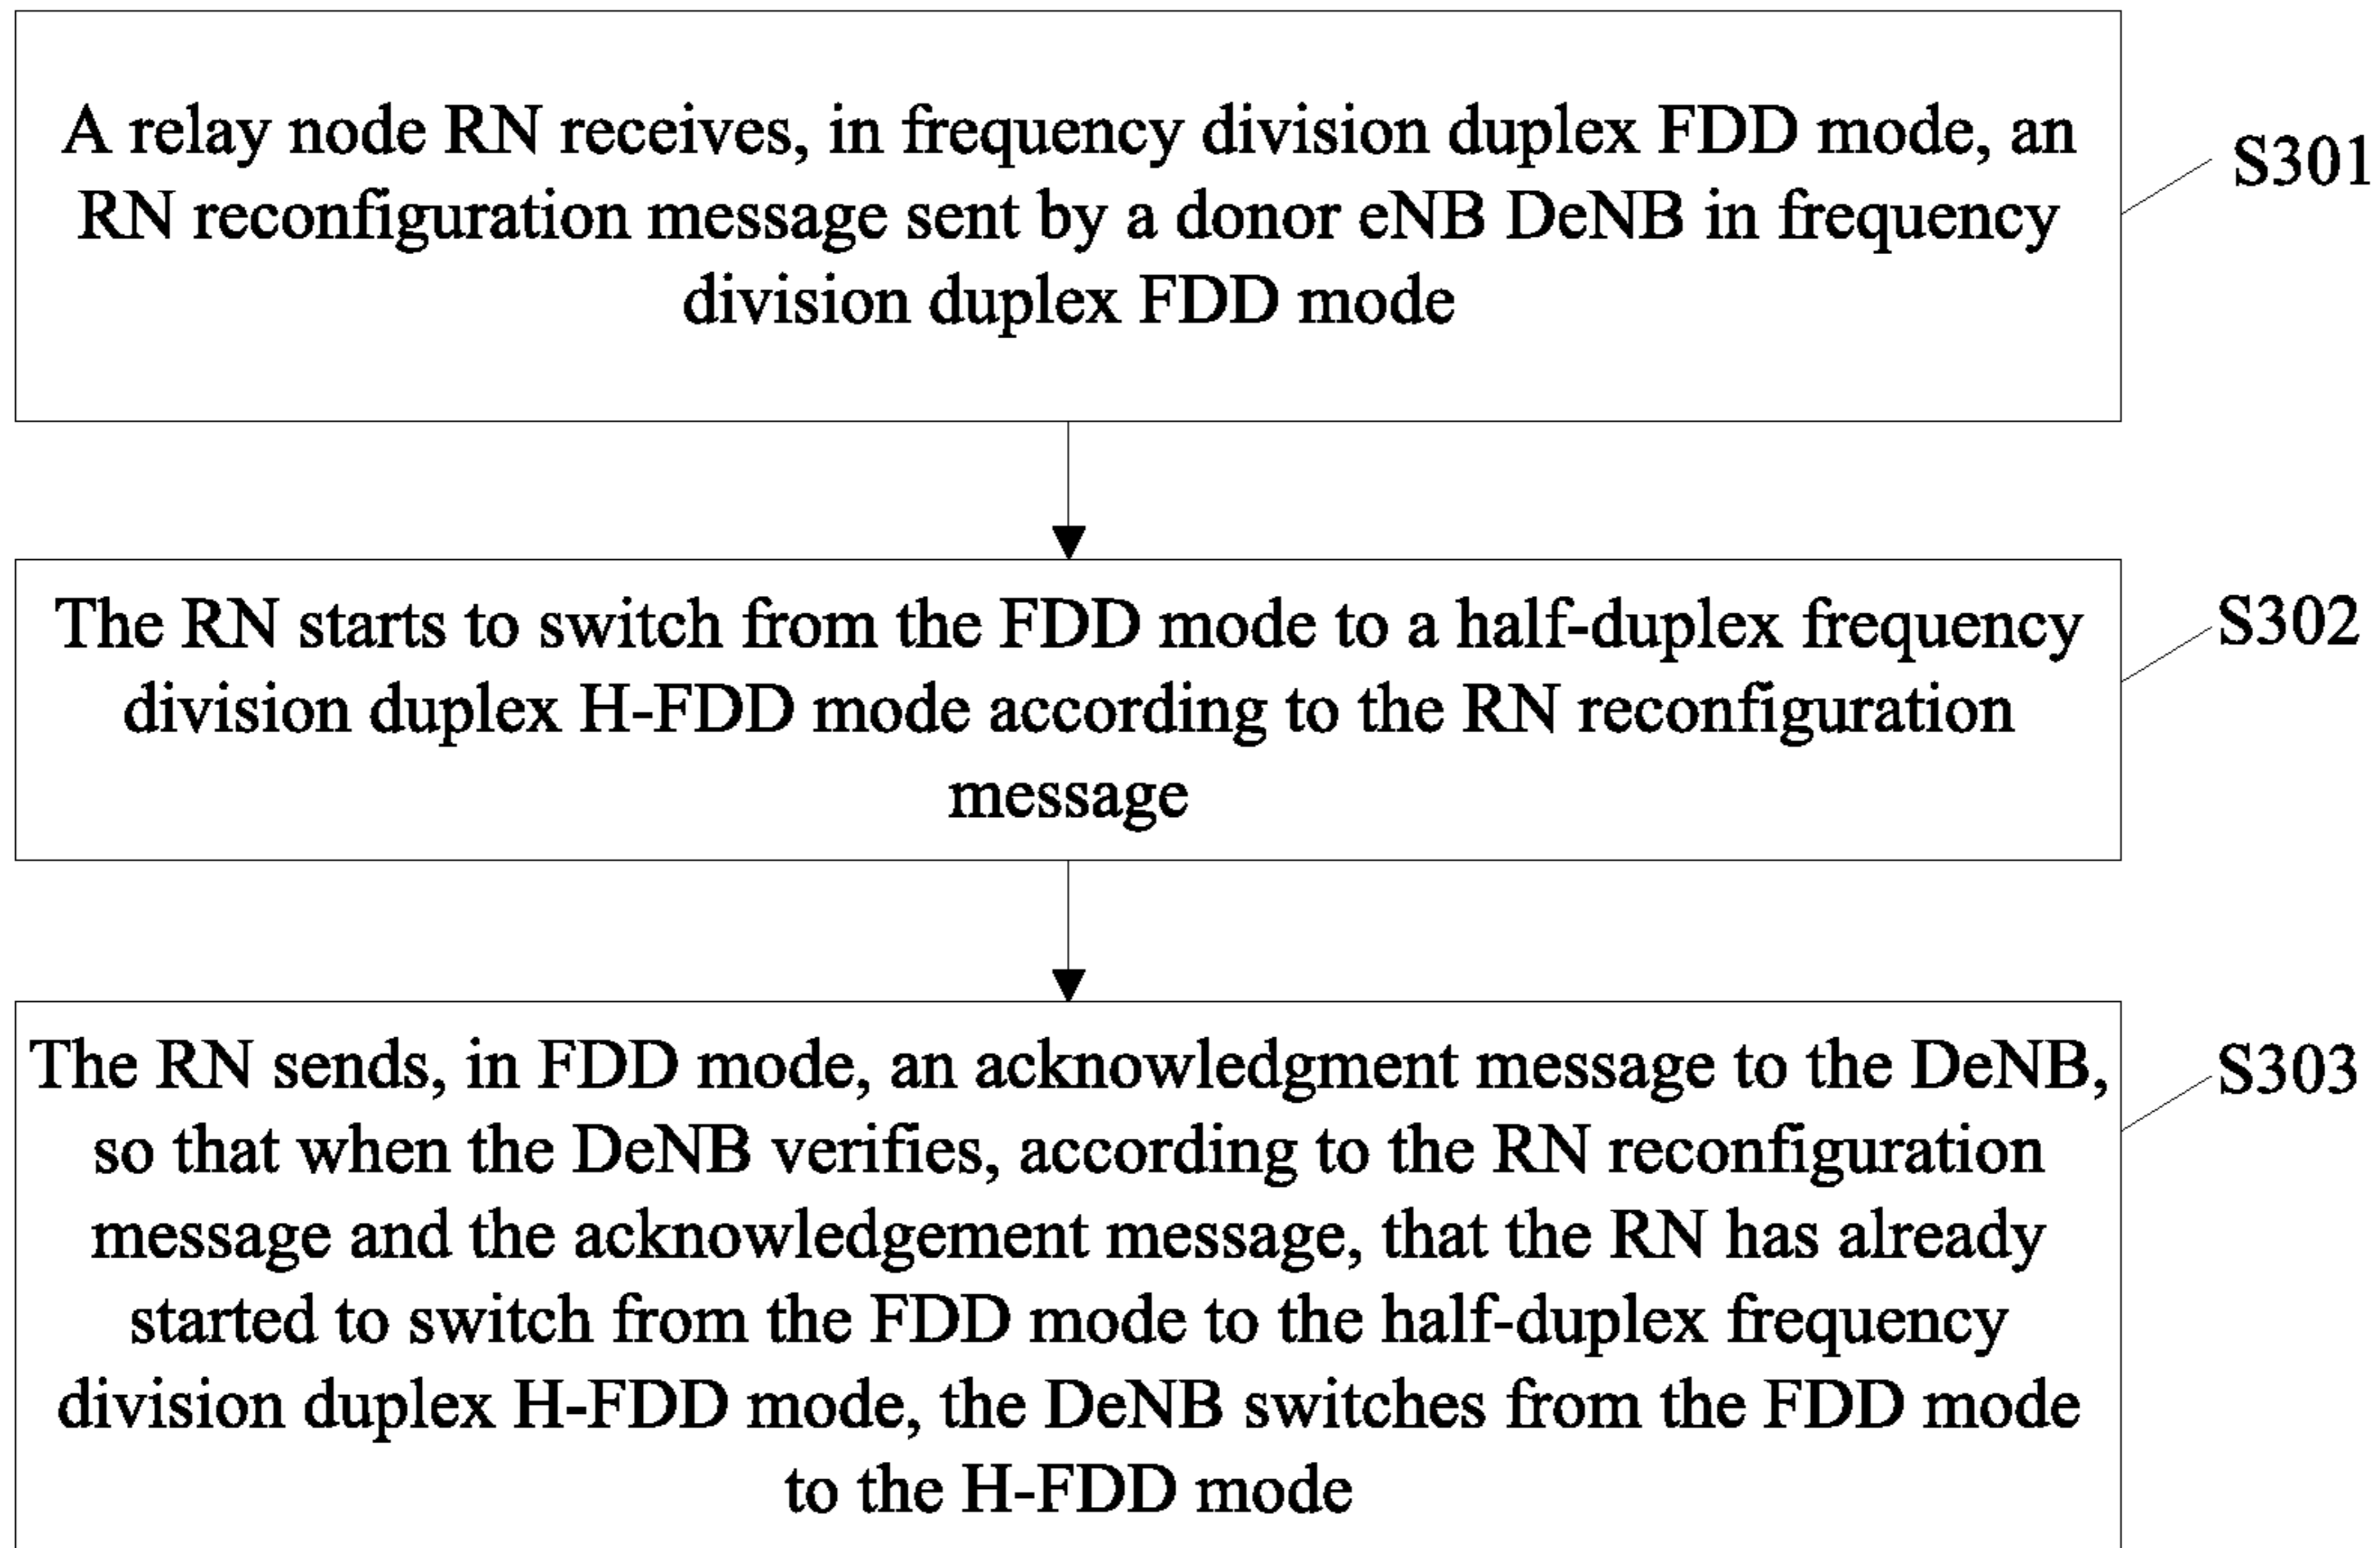 A relay node RN receives, in frequency division duplex FDD mode, an
RN reconfiguration message sent by a donor eNB DeNB in frequency
division duplex FDD mode
S301
The RN starts to switch from the FDD mode to a half-duplex frequency
division duplex H-FDD mode according to the RN reconfiguration
message
S302
The RN sends, in FDD mode, an acknowledgment message to the DeNB,
so that when the DeNB verifies, according to the RN reconfiguration
message and the acknowledgement message, that the RN has already
started to switch from the FDD mode to the half-duplex frequency
division duplex H-FDD mode, the DeNB switches from the FDD mode
to the H-FDD mode
S303